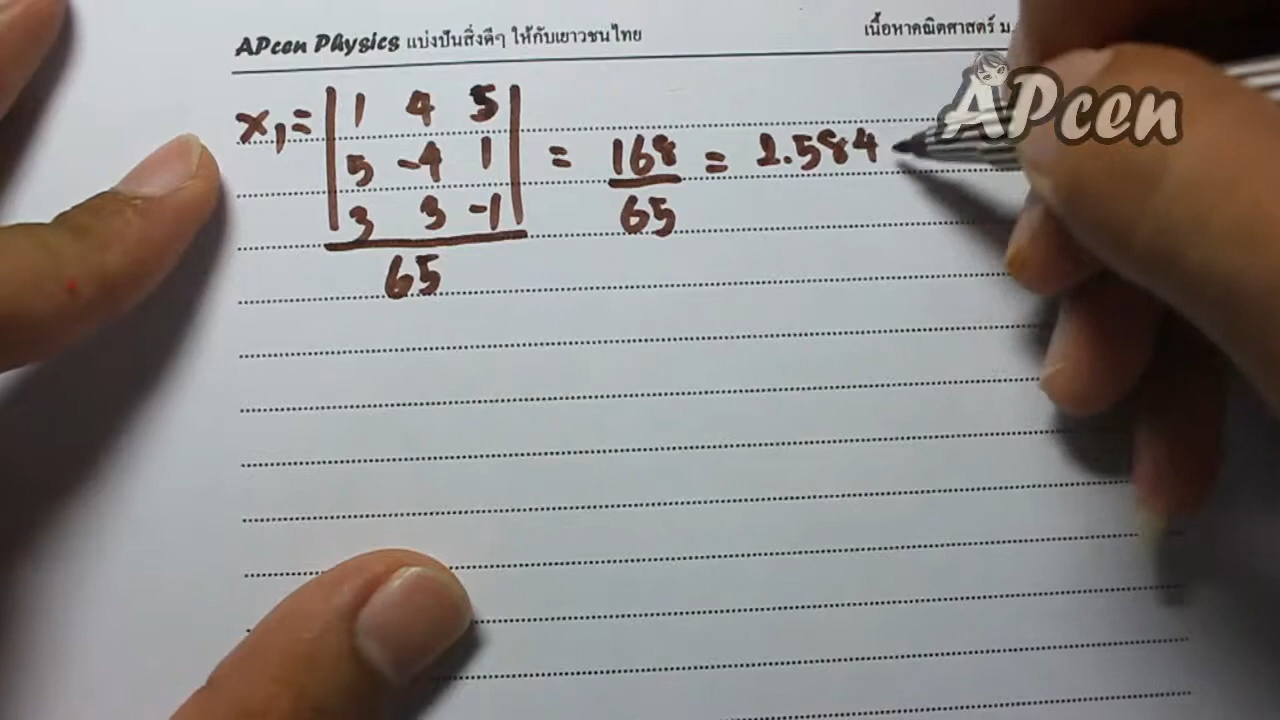 APcen Physics แบ่งปันสิ่งดีๆ ให้กับเยาวชนไทย
เนื้อหาคณิตศาสตร์ ม.
APcen
x₁ = | 1 4 5 |
| 5 -4 1 | = 168/65 = 2.584
| 3 3 -1 |
65